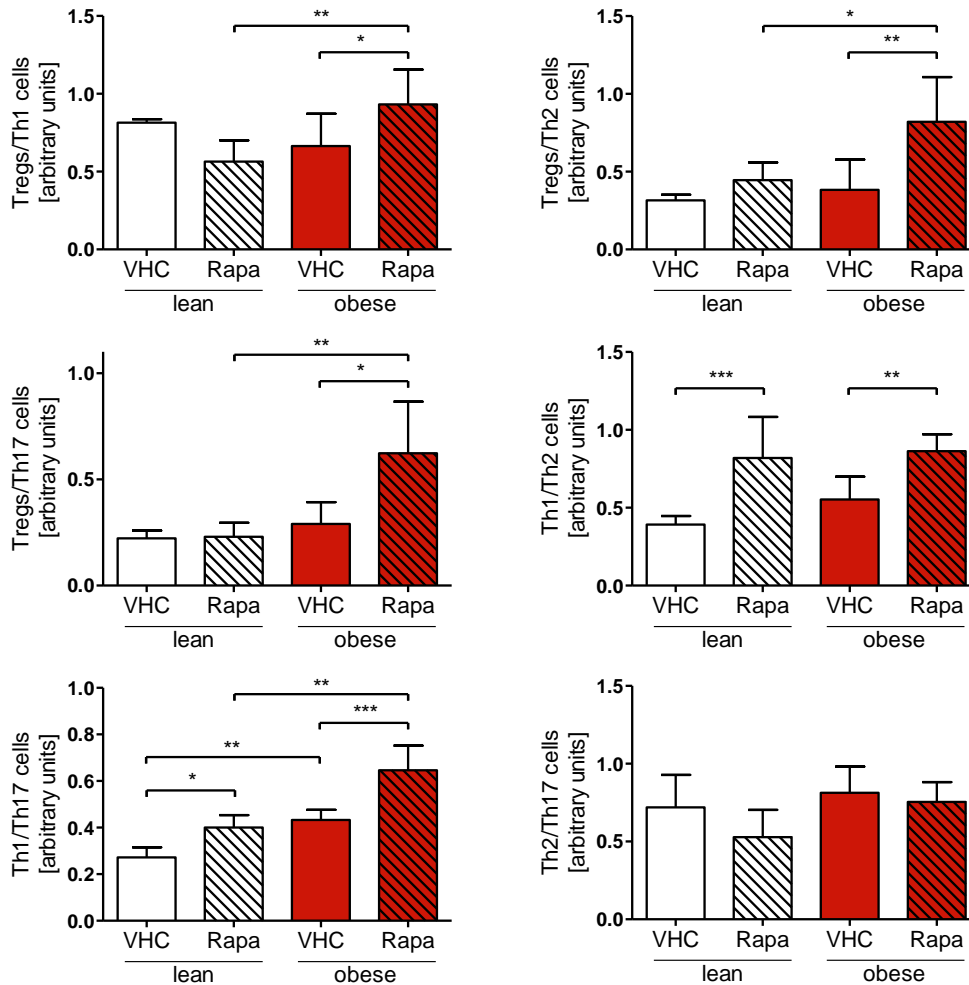 Tregs/Th1 cells
[arbitrary units]
1.5
1.0
0.5
0.0
**
*
VHC Rapa VHC Rapa
lean obese
Tregs/Th2 cells
[arbitrary units]
1.5
1.0
0.5
0.0
*
**
VHC Rapa VHC Rapa
lean obese
Tregs/Th17 cells
[arbitrary units]
1.0
0.5
0.0
**
*
VHC Rapa VHC Rapa
lean obese
Th1/Th2 cells
[arbitrary units]
1.5
1.0
0.5
0.0
*** **
VHC Rapa VHC Rapa
lean obese
Th1/Th17 cells
[arbitrary units]
1.0
0.8
0.6
0.4
0.2
0.0
**
***
**
*
VHC Rapa VHC Rapa
lean obese
Th2/Th17 cells
[arbitrary units]
1.5
1.0
0.5
0.0
VHC Rapa VHC Rapa
lean obese